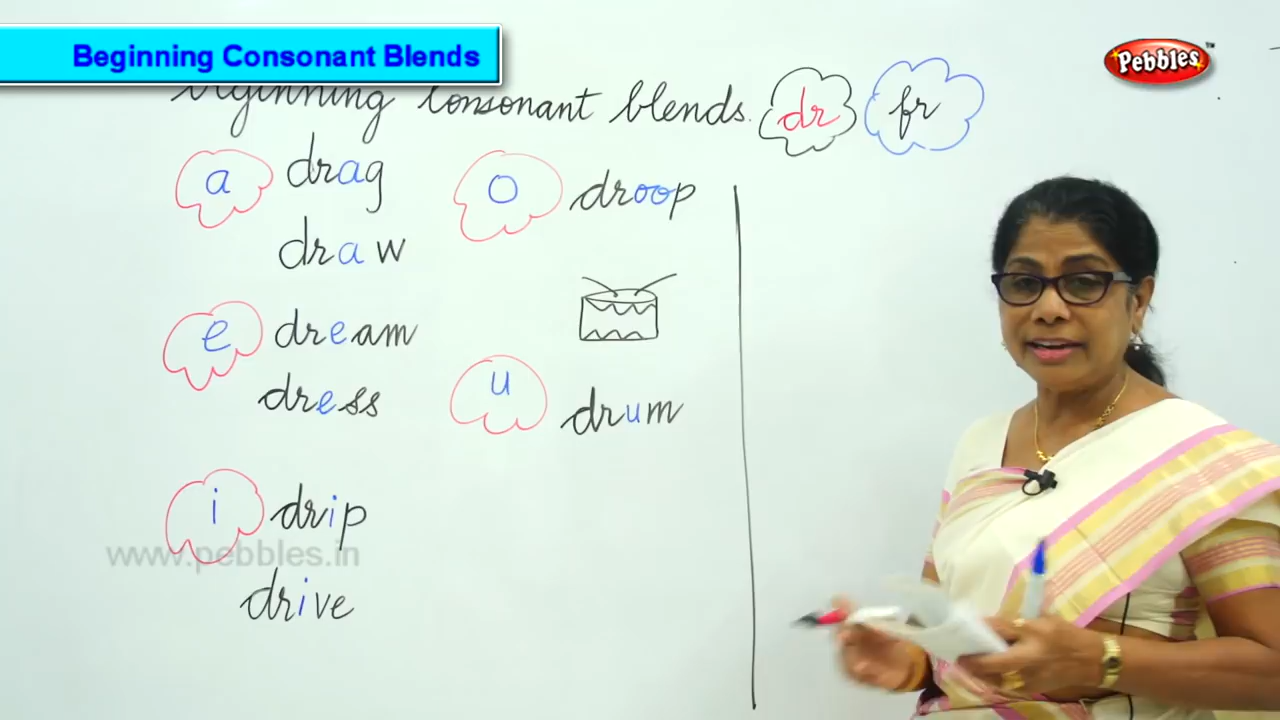 Beginning Consonant Blends
Pebbles™
Beginning Consonant blends. dr fr
a drag
draw
e dream
dress
i drip
drive
o droop
u drum
www.pebbles.in